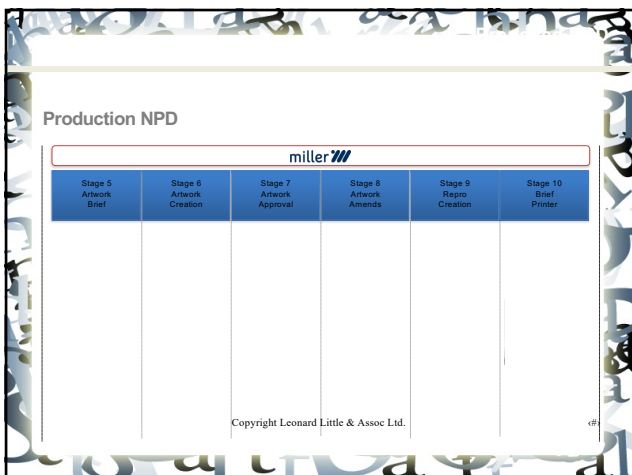 Production NPD
miller
Stage 5
Artwork
Brief
Stage 6
Artwork
Creation
Stage 7
Artwork
Approval
Stage 8
Artwork
Amends
Stage 9
Repro
Creation
Stage 10
Brief
Printer
Copyright Leonard Little & Assoc Ltd.
‹#›